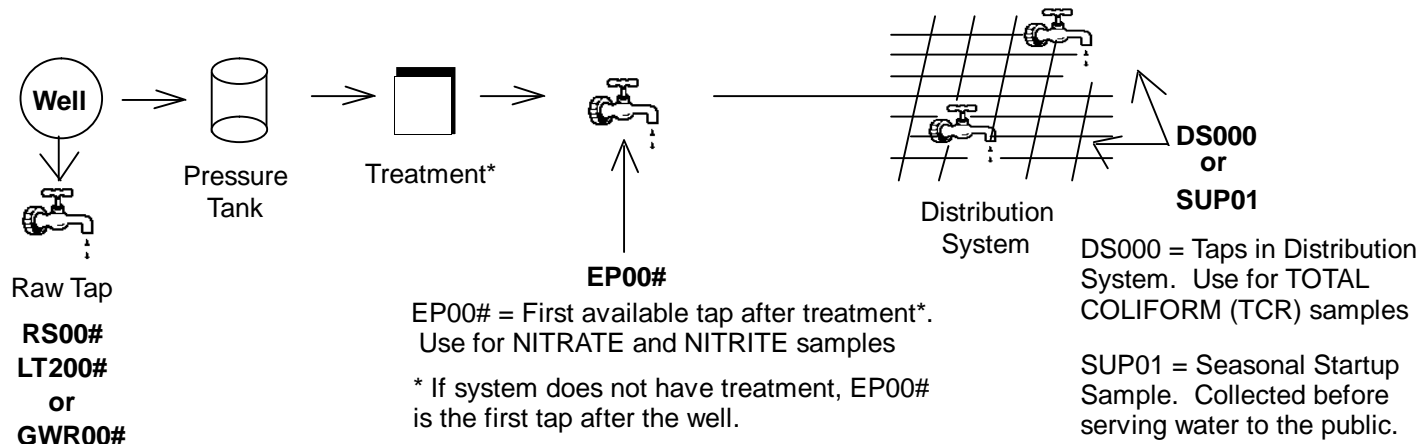 Well
Pressure
Tank
Treatment*
Raw Tap
RS00#
LT200#
or
GWR00#
EP00#
EP00# = First available tap after treatment*.
Use for NITRATE and NITRITE samples
* If system does not have treatment, EP00#
is the first tap after the well.
Distribution
System
DS000
or
SUP01
DS000 = Taps in Distribution
System. Use for TOTAL
COLIFORM (TCR) samples
SUP01 = Seasonal Startup
Sample. Collected before
serving water to the public.